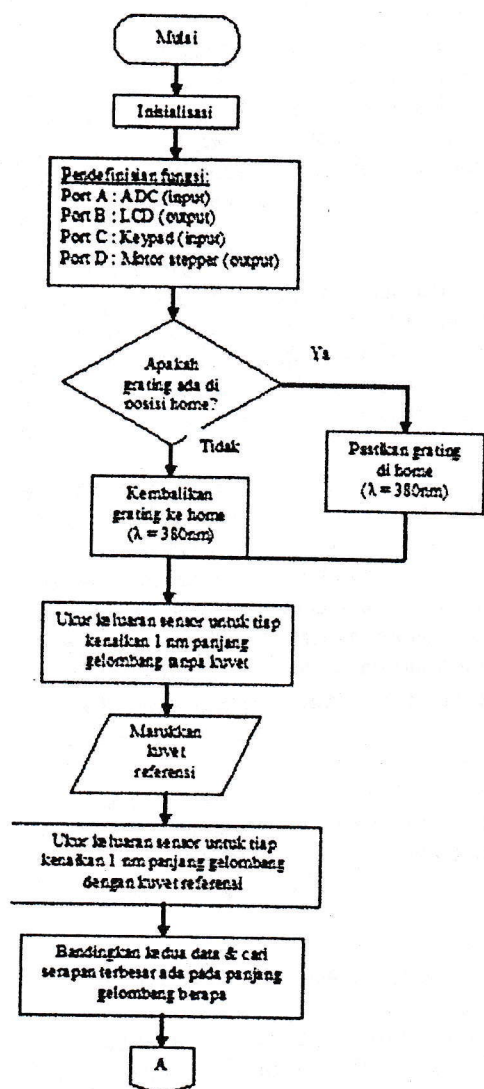 Mulai
Inisialisasi
Pendefinisian fungsi:
Port A : ADC (input)
Port B : LCD (output)
Port C : Keypad (input)
Port D : Motor stepper (output)
Apakah
grating ada di
posisi home?
Ya
Tidak
Pastikan grating
di home
(λ = 380nm)
Kembalikan
grating ke home
(λ = 380nm)
Ukur keluaran sensor untuk tiap
kenaikan 1 nm panjang
gelombang tanpa kuvet
Masukkan
kuvet
referensi
Ukur keluaran sensor untuk tiap
kenaikan 1 nm panjang gelombang
dengan kuvet referensi
Bandingkan kedua data & cari
serapan terbesar ada pada panjang
gelombang berapa
A